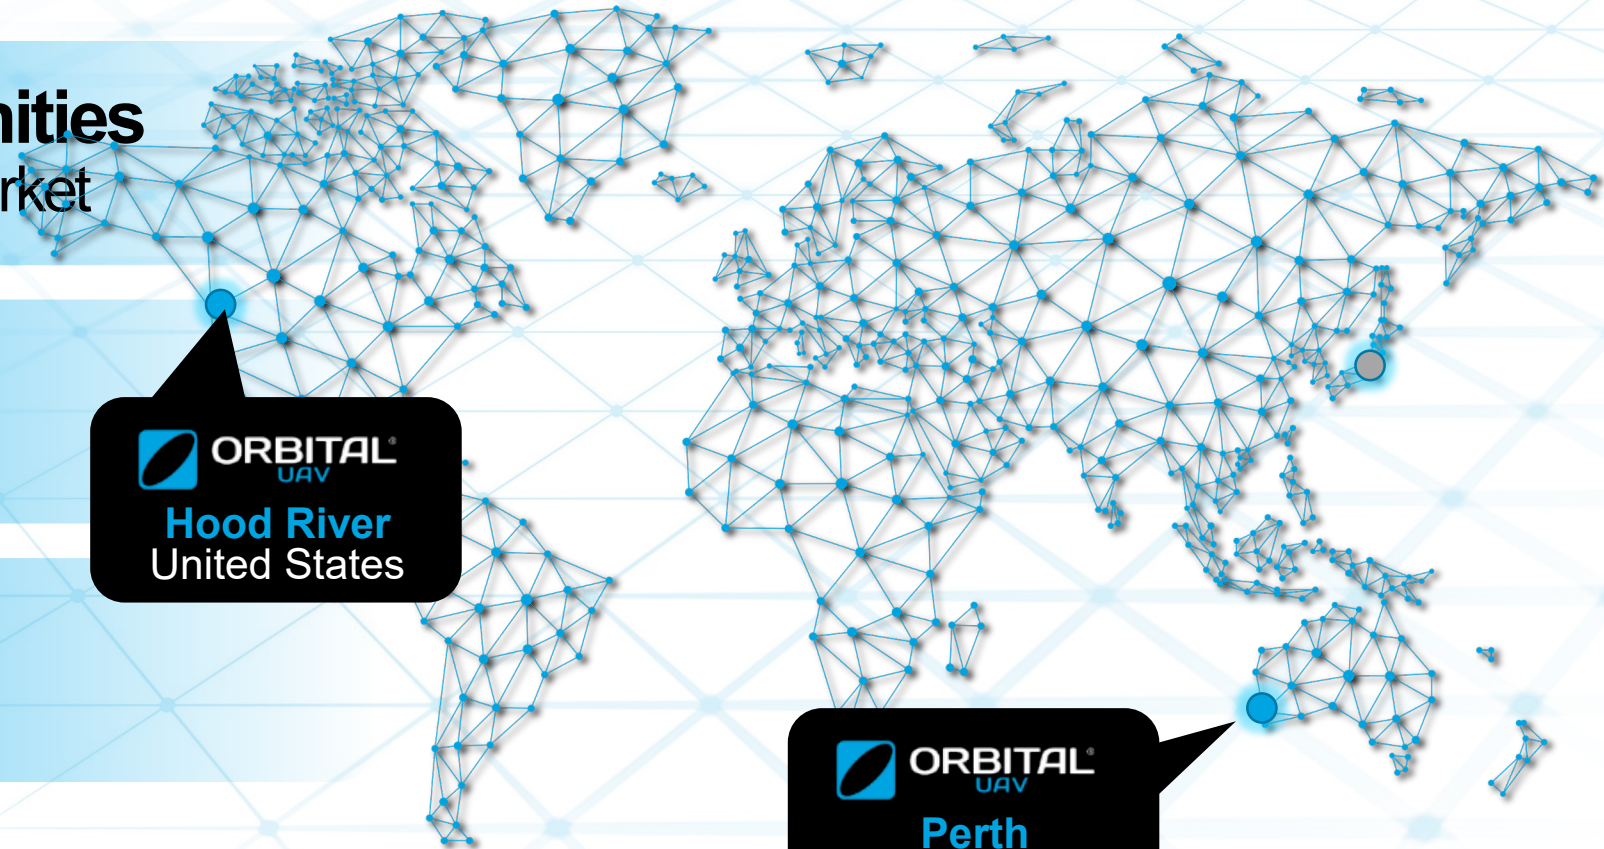 nities
rket
ORBITAL®
UAV
Hood River
United States
ORBITAL®
UAV
Perth